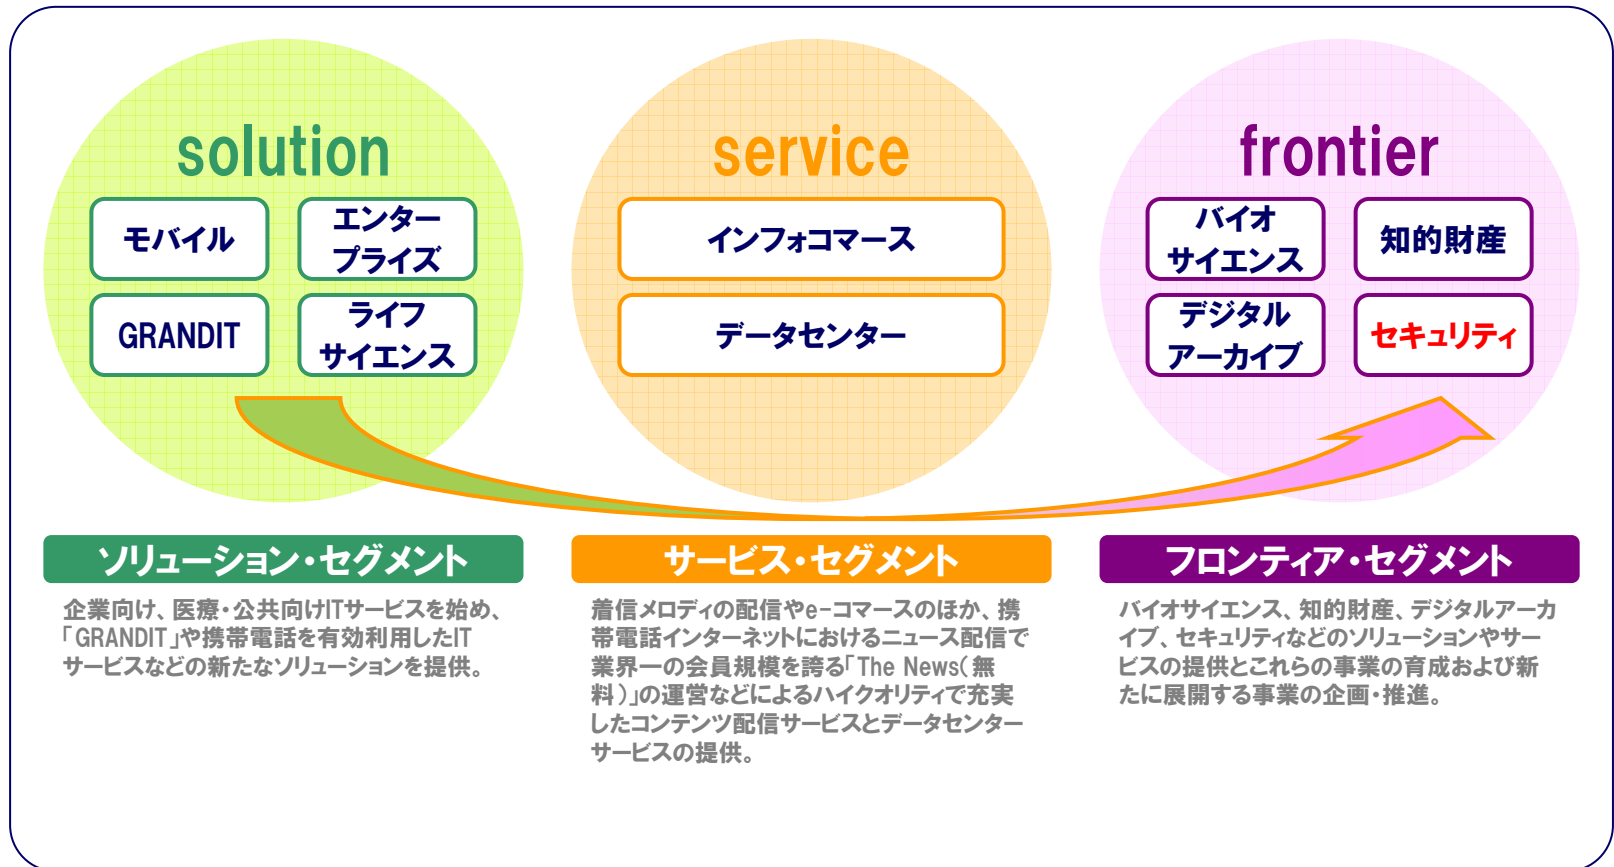 solution
モバイル
エンター
プライズ
GRANDIT
ライフ
サイエンス
service
インフォコマース
データセンター
frontier
バイオ
サイエンス
知的財産
デジタル
アーカイブ
セキュリティ
ソリューション・セグメント
企業向け、医療・公共向けITサービスを始め、
「GRANDIT」や携帯電話を有効利用したIT
サービスなどの新たなソリューションを提供。
サービス・セグメント
着信メロディの配信やe-コマースのほか、携
帯電話インターネットにおけるニュース配信で
業界一の会員規模を誇る「The News(無
料)」の運営などによるハイクオリティで充実
したコンテンツ配信サービスとデータセンター
サービスの提供。
フロンティア・セグメント
バイオサイエンス、知的財産、デジタルアーカ
イブ、セキュリティなどのソリューションやサー
ビスの提供とこれらの事業の育成および新
たに展開する事業の企画・推進。